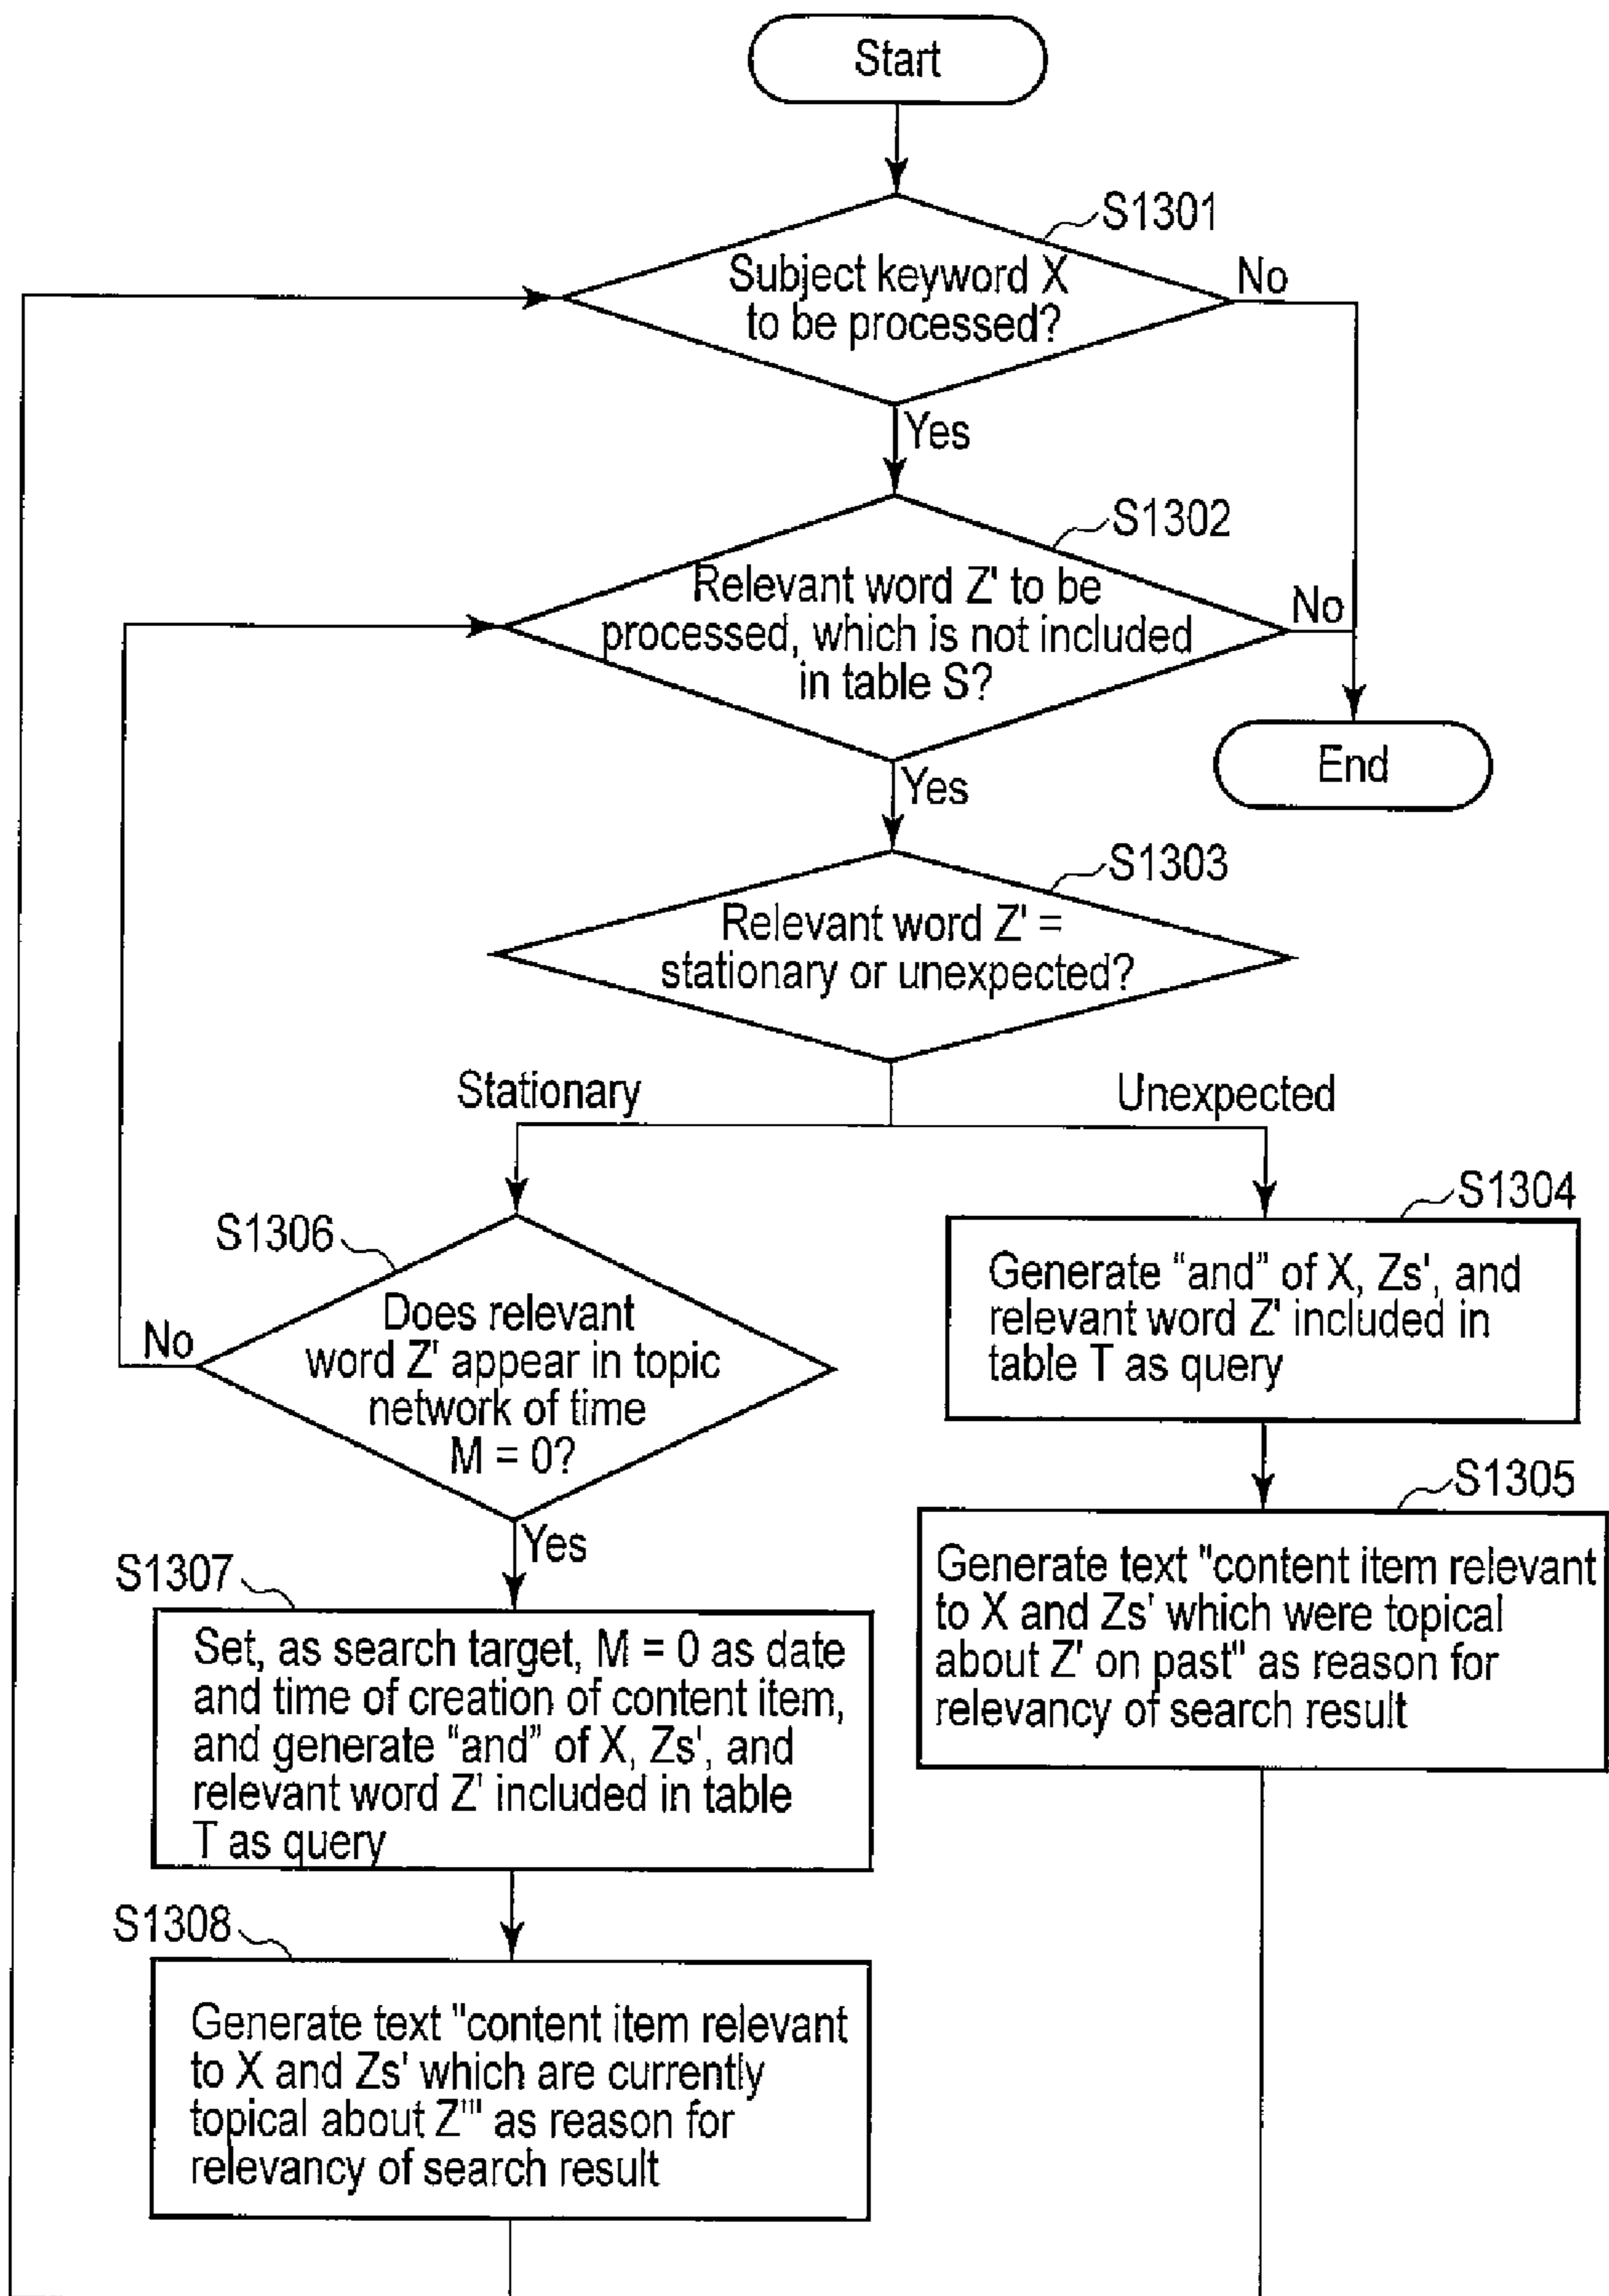 Start
S1301
Subject keyword X
to be processed?
No
Yes
S1302
Relevant word Z' to be
processed, which is not included
in table S?
No
End
Yes
S1303
Relevant word Z' =
stationary or unexpected?
Stationary
Unexpected
S1304
Generate “and” of X, Zs', and
relevant word Z' included in
table T as query
S1306
Does relevant
word Z' appear in topic
network of time
M = 0?
No
Yes
S1305
Generate text "content item relevant
to X and Zs' which were topical
about Z' on past" as reason for
relevancy of search result
S1307
Set, as search target, M = 0 as date
and time of creation of content item,
and generate “and” of X, Zs', and
relevant word Z' included in table
T as query
S1308
Generate text "content item relevant
to X and Zs' which are currently
topical about Z'" as reason for
relevancy of search result